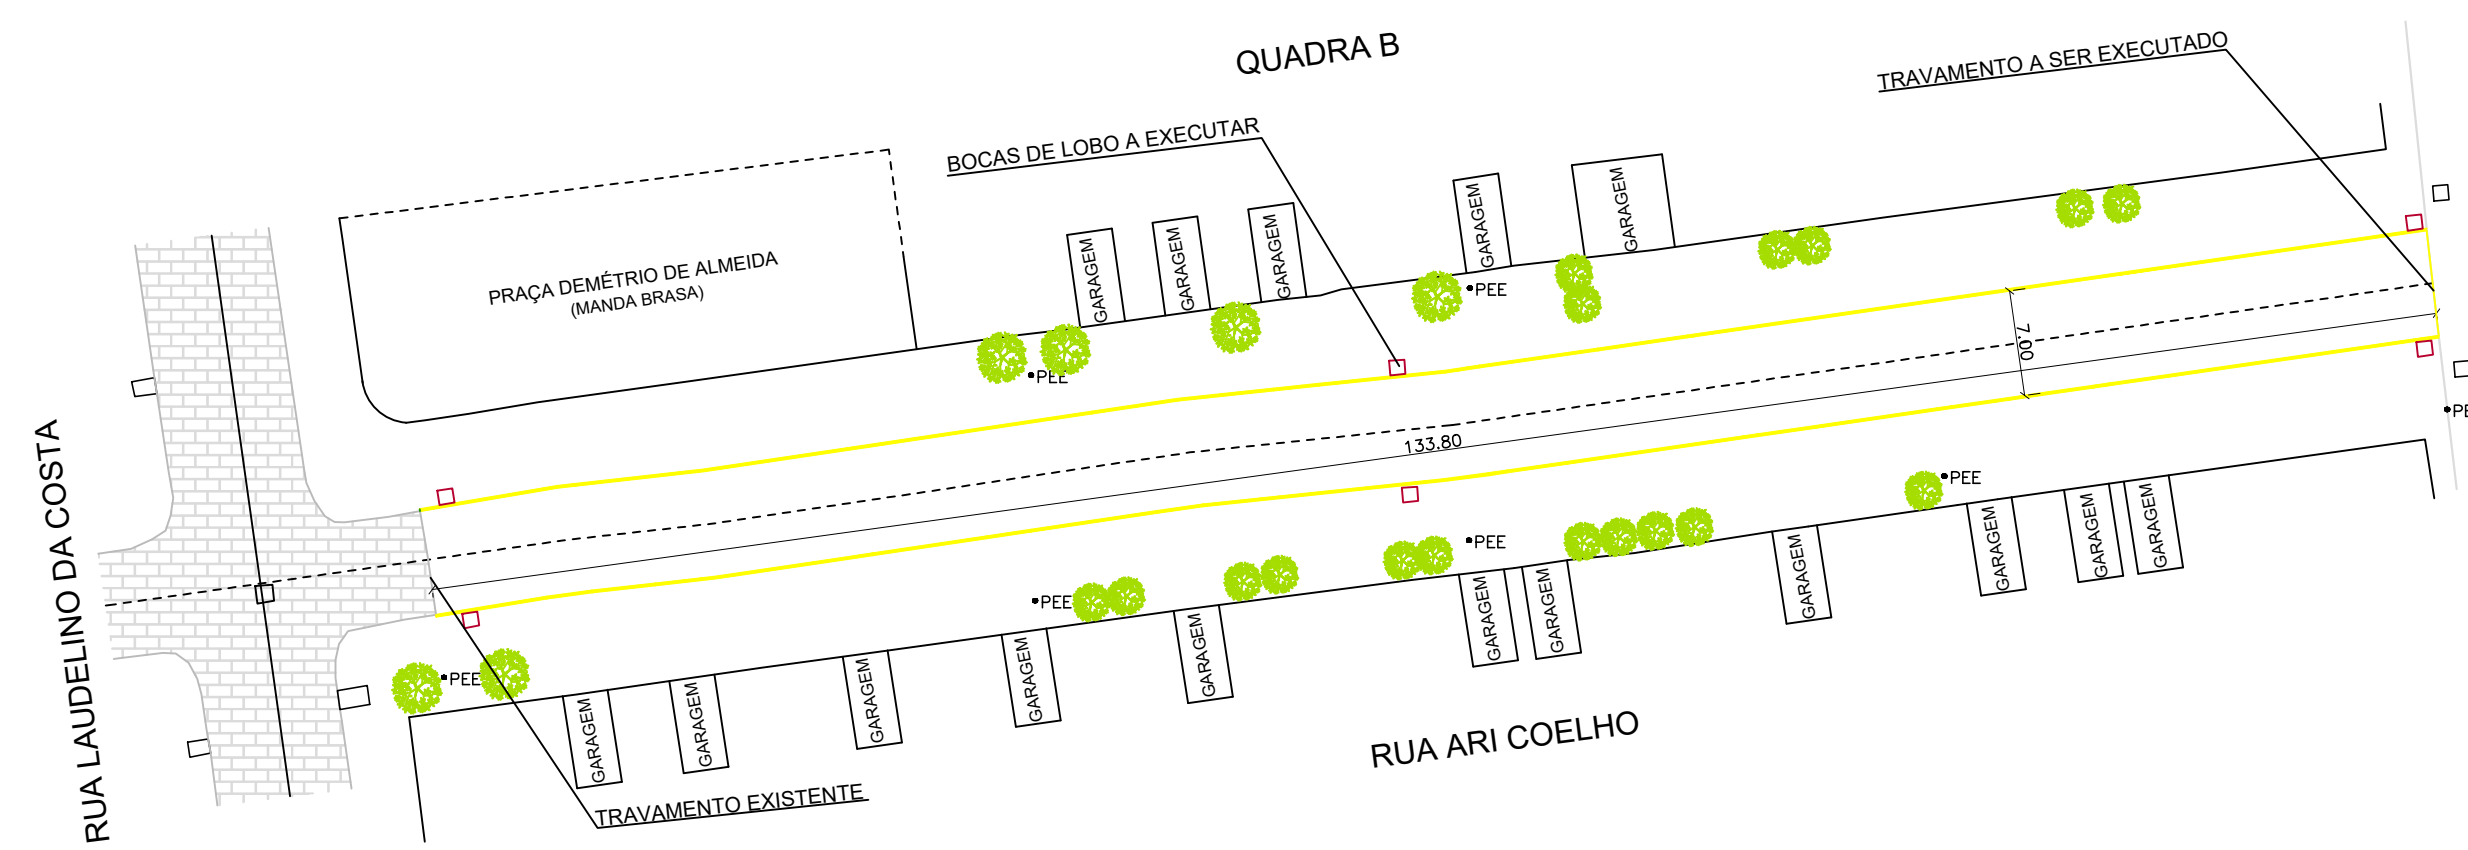 QUADRA B
TRAVAMENTO A SER EXECUTADO
BOCAS DE LOBO A EXECUTAR
PRAÇA DEMÉTRIO DE ALMEIDA
(MANDA BRASA)
GARAGEM
GARAGEM
GARAGEM
GARAGEM
GARAGEM
PEE
PEE
7.00
133.80
PE
PEE
PEE
PEE
PEE
RUA LAUDELINO DA COSTA
GARAGEM
GARAGEM
GARAGEM
GARAGEM
GARAGEM
GARAGEM
GARAGEM
GARAGEM
GARAGEM
GARAGEM
GARAGEM
RUA ARI COELHO
TRAVAMENTO EXISTENTE